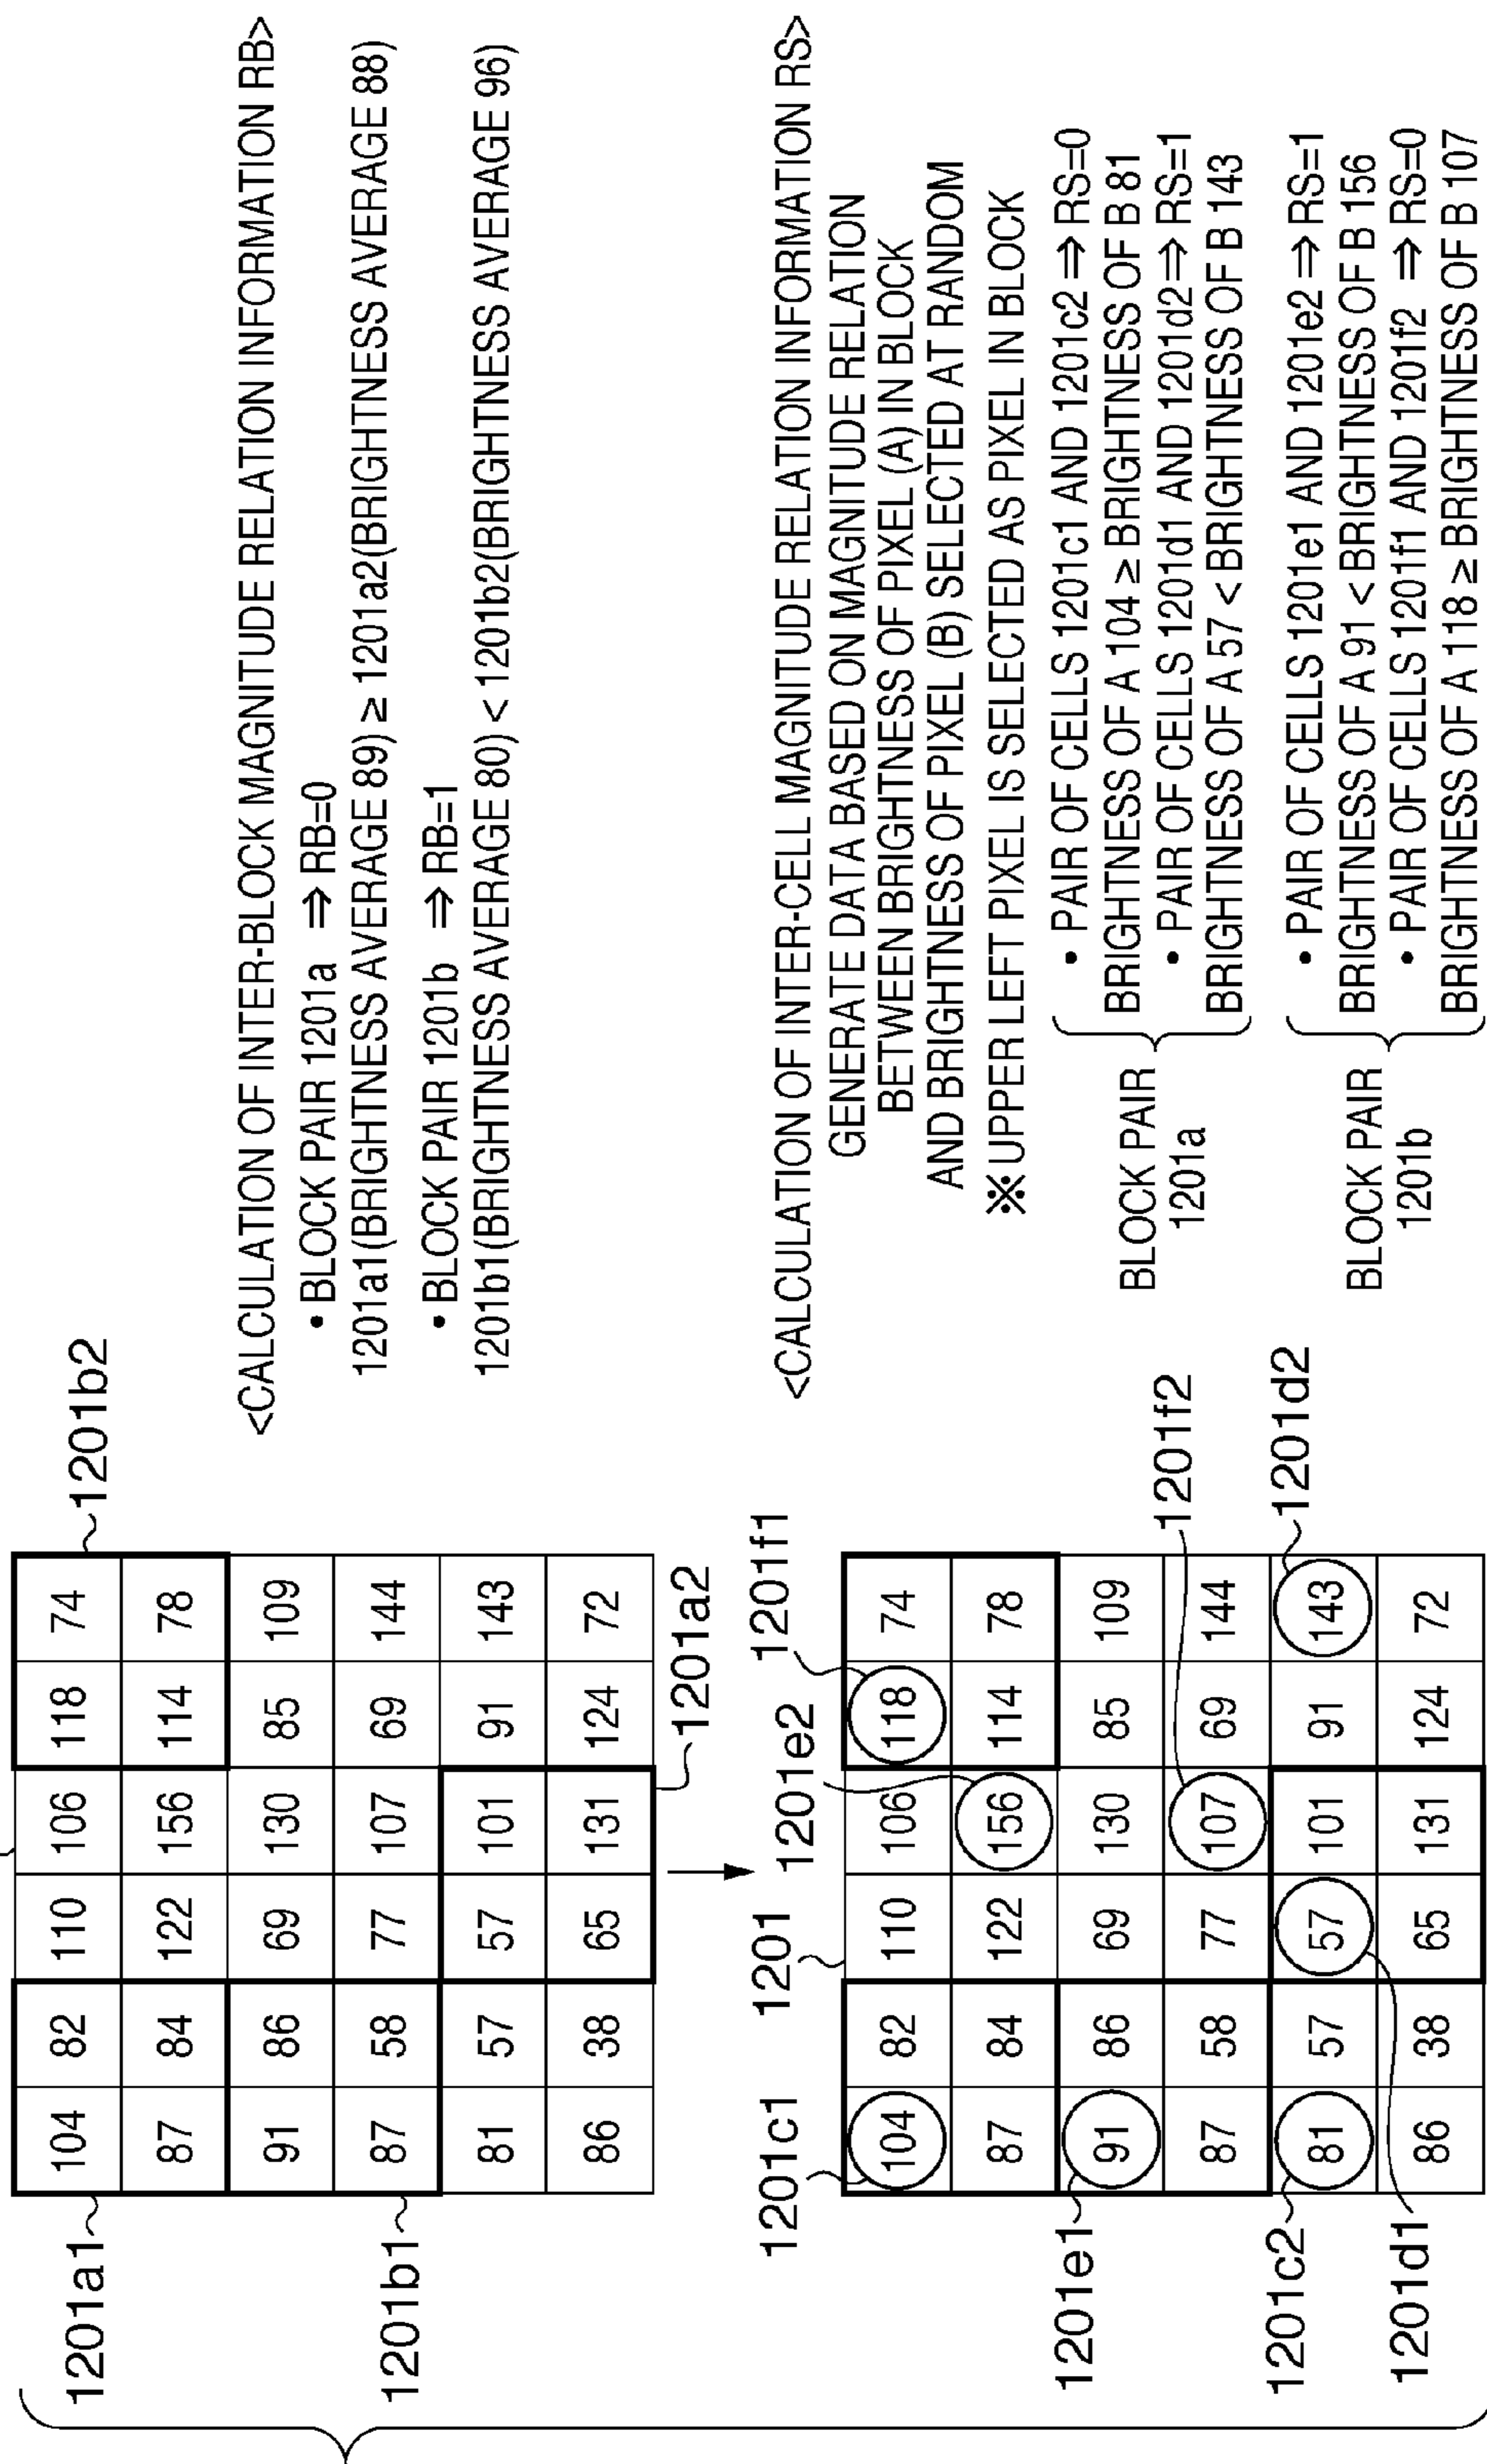 1201a1
1201b1
1201b2
1201a2
104 82 110 106 118 74
87 84 122 156 114 78
91 86 69 130 85 109
87 58 77 107 69 144
81 57 57 101 91 143
86 38 65 131 124 72
<CALCULATION OF INTER-BLOCK MAGNITUDE RELATION INFORMATION RB>
• BLOCK PAIR 1201a ⇒ RB=0
1201a1(BRIGHTNESS AVERAGE 89) ≥ 1201a2(BRIGHTNESS AVERAGE 88)
• BLOCK PAIR 1201b ⇒ RB=1
1201b1(BRIGHTNESS AVERAGE 80) < 1201b2(BRIGHTNESS AVERAGE 96)
1201c1
1201
1201e2
1201f1
1201e1
1201f2
1201c2
1201d1
1201d2
104 82 110 106 118 74
87 84 122 156 114 78
91 86 69 130 85 109
87 58 77 107 69 144
81 57 57 101 91 143
86 38 65 131 124 72
<CALCULATION OF INTER-CELL MAGNITUDE RELATION INFORMATION RS>
GENERATE DATA BASED ON MAGNITUDE RELATION
BETWEEN BRIGHTNESS OF PIXEL (A) IN BLOCK
AND BRIGHTNESS OF PIXEL (B) SELECTED AT RANDOM
※ UPPER LEFT PIXEL IS SELECTED AS PIXEL IN BLOCK
BLOCK PAIR
1201a
• PAIR OF CELLS 1201c1 AND 1201c2 ⇒ RS=0
BRIGHTNESS OF A 104 ≥ BRIGHTNESS OF B 81
• PAIR OF CELLS 1201d1 AND 1201d2 ⇒ RS=1
BRIGHTNESS OF A 57 < BRIGHTNESS OF B 143
BLOCK PAIR
1201b
• PAIR OF CELLS 1201e1 AND 1201e2 ⇒ RS=1
BRIGHTNESS OF A 91 < BRIGHTNESS OF B 156
• PAIR OF CELLS 1201f1 AND 1201f2 ⇒ RS=0
BRIGHTNESS OF A 118 ≥ BRIGHTNESS OF B 107